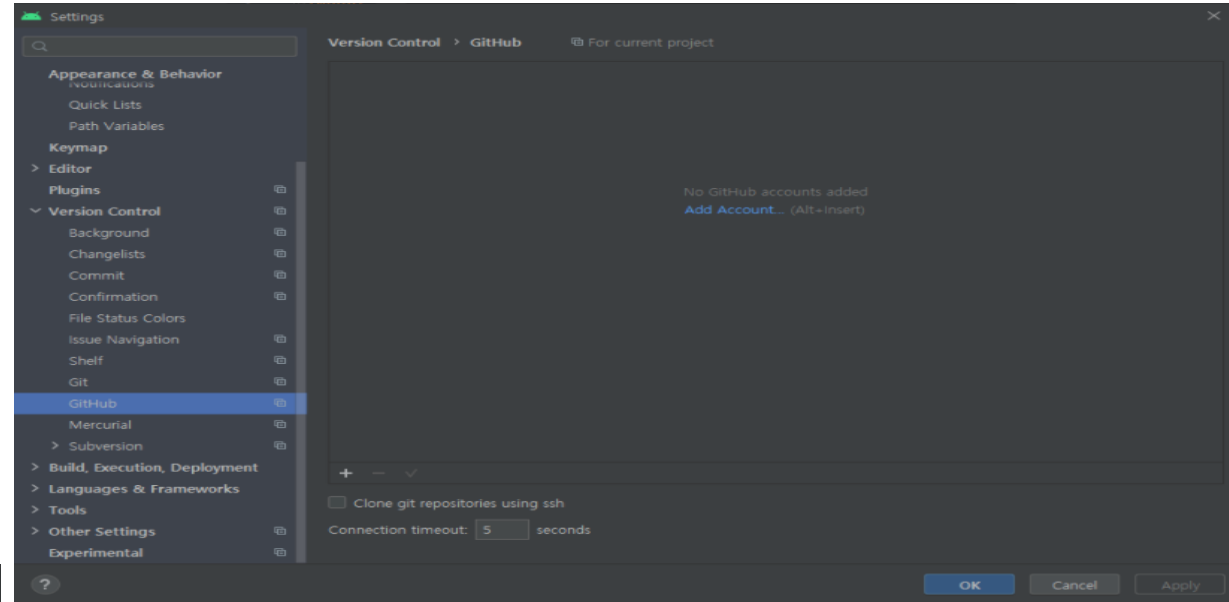 Settings
Version Control > GitHub For current project
Appearance & Behavior
Notifications
Quick Lists
Path Variables
Keymap
> Editor
Plugins
Version Control
Background
Changelists
Commit
Confirmation
File Status Colors
Issue Navigation
Shelf
Git
GitHub
Mercurial
> Subversion
> Build, Execution, Deployment
> Languages & Frameworks
> Tools
> Other Settings
Experimental
No GitHub accounts added
Add Account... (Alt+Insert)
Clone git repositories using ssh
Connection timeout: 5 seconds
?
OK Cancel Apply